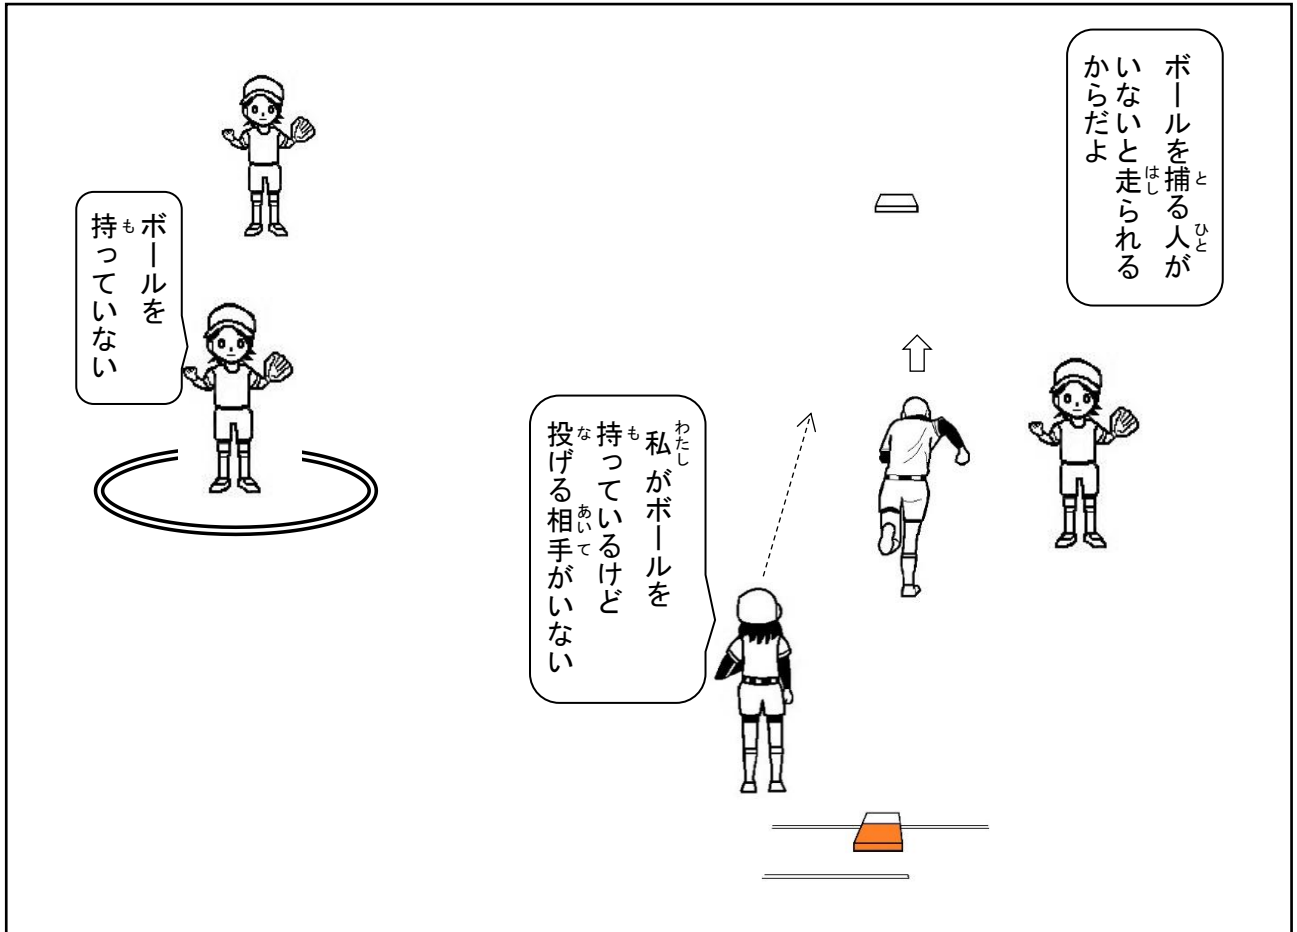 ボールを捕る人が
いないと走られる
からだよ
私がボールを
持っているけど
投げる相手がいない
ボールを
持っていない